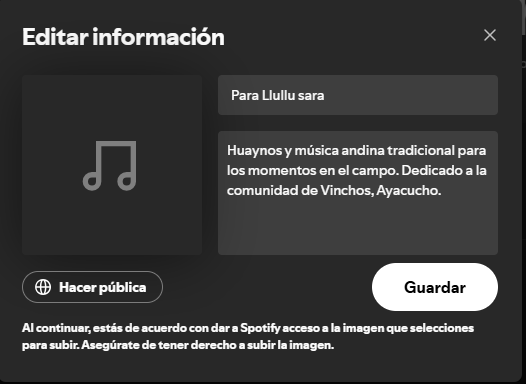 Editar información
Para Llullu sara
Huaynos y música andina tradicional para
los momentos en el campo. Dedicado a la
comunidad de Vinchos, Ayacucho.
Hacer pública
Guardar
Al continuar, estás de acuerdo con dar a Spotify acceso a la imagen que selecciones
para subir. Asegúrate de tener derecho a subir la imagen.